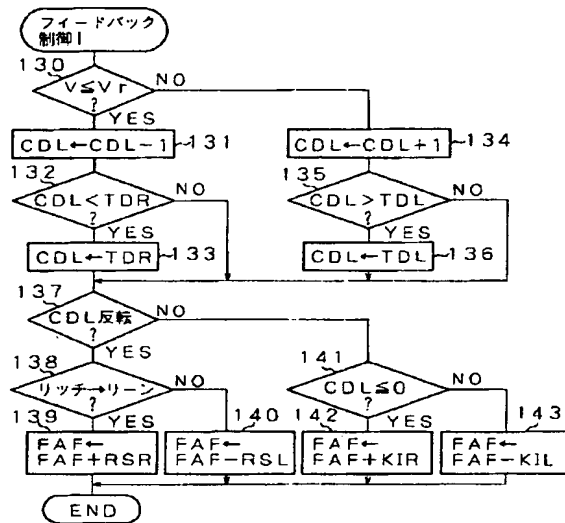 フィードバック
制御I
130
V≦Vr
?
NO
YES
CDL←CDL-1
131
CDL←CDL+1
134
132
CDL<TDR
?
NO
YES
135
CDL>TDL
?
NO
YES
CDL←TDR
133
CDL←TDL
136
137
CDL反転
?
NO
YES
138
リッチ→リーン
?
NO
YES
141
CDL≦0
?
NO
YES
139
FAF←
FAF+RSR
140
FAF←
FAF-RSL
142
FAF←
FAF+KIR
143
FAF←
FAF-KIL
END